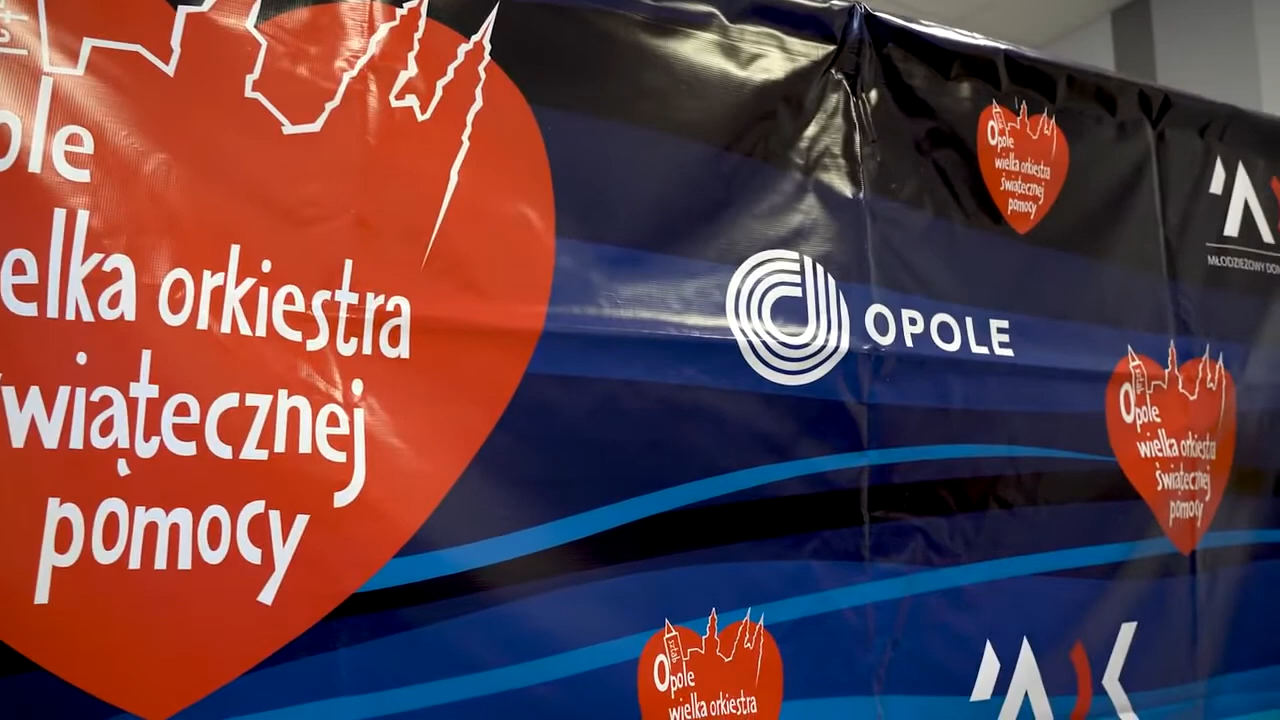 ole
elka orkiestra
świątecznej
pomocy
OPOLE
Opole
wielka orkiestra
świątecznej
pomocy
MŁODZIEŻOWY
Opole
wielka orkiestra
świątecznej
pomocy
Opole
wielka orkiestra